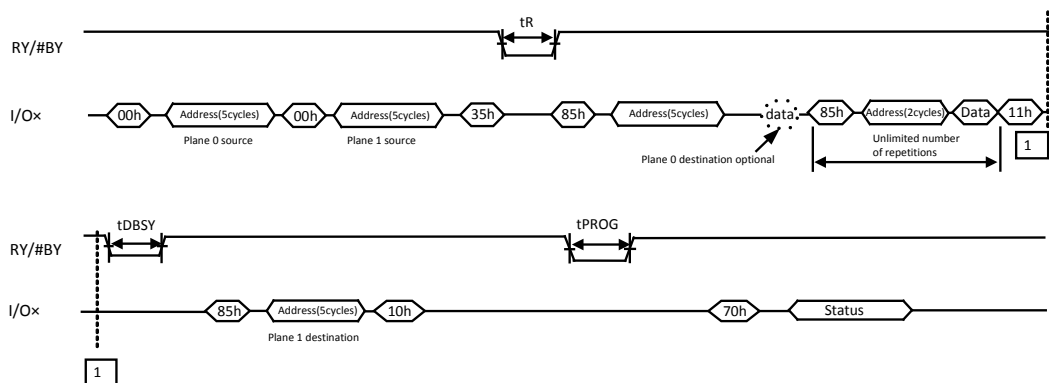 tR
RY/#BY
I/O×
00h Address(5cycles) 00h Address(5cycles) 35h 85h Address(5cycles) data 85h Address(2cycles) Data 11h
Plane 0 source
Plane 1 source
Plane 0 destination optional
Unlimited number
of repetitions
1
tDBSY
tPROG
RY/#BY
I/O×
85h Address(5cycles) 10h 70h Status
Plane 1 destination
1